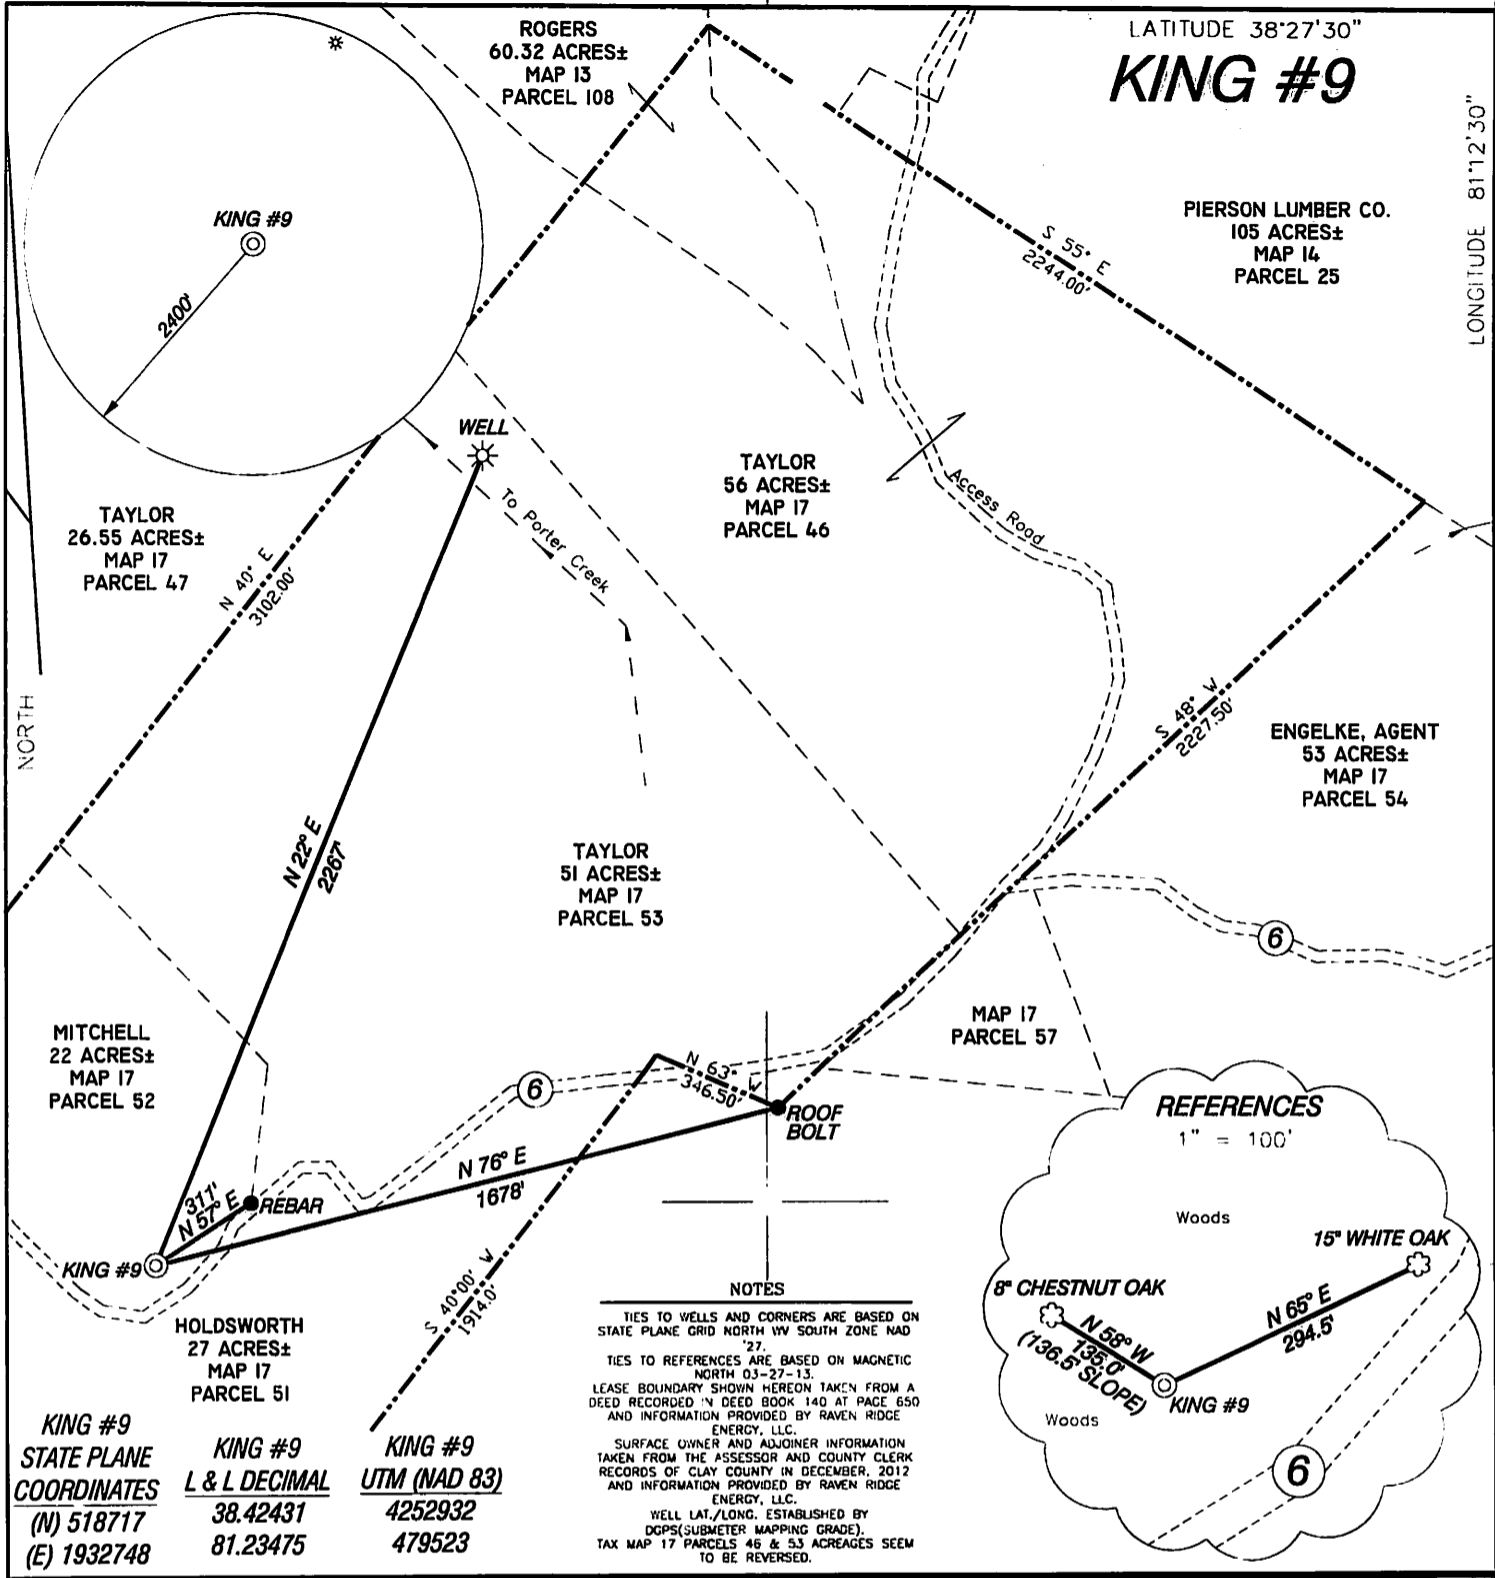 LATITUDE 38°27'30"
KING #9
LONGITUDE 81°12'30"
ROGERS
60.32 ACRES±
MAP 13
PARCEL 108
KING #9
2400'
PIERSON LUMBER CO.
105 ACRES±
MAP 14
PARCEL 25
S 55° E
2244.00'
WELL
To Porter Creek
TAYLOR
56 ACRES±
MAP 17
PARCEL 46
Access Road
TAYLOR
26.55 ACRES±
MAP 17
PARCEL 47
N 40° E
3102.00'
NORTH
S 48° W
2227.50'
ENGELKE, AGENT
53 ACRES±
MAP 17
PARCEL 54
N 22° E
2267'
TAYLOR
51 ACRES±
MAP 17
PARCEL 53
6
MITCHELL
22 ACRES±
MAP 17
PARCEL 52
MAP 17
PARCEL 57
6
N 63° W
346.50'
ROOF
BOLT
N 76° E
1678'
311'
N 57° E
REBAR
KING #9
S 40°00' W
1914.0'
HOLDSWORTH
27 ACRES±
MAP 17
PARCEL 51
REFERENCES
1" = 100'
Woods
15" WHITE OAK
8" CHESTNUT OAK
N 58° W
135.0'
(136.5' SLOPE)
N 65° E
294.5'
KING #9
Woods
6
NOTES
TIES TO WELLS AND CORNERS ARE BASED ON
STATE PLANE GRID NORTH WV SOUTH ZONE NAD
'27.
TIES TO REFERENCES ARE BASED ON MAGNETIC
NORTH 03-27-13.
LEASE BOUNDARY SHOWN HEREON TAKEN FROM A
DEED RECORDED IN DEED BOOK 140 AT PAGE 650
AND INFORMATION PROVIDED BY RAVEN RIDGE
ENERGY, LLC.
SURFACE OWNER AND ADJOINER INFORMATION
TAKEN FROM THE ASSESSOR AND COUNTY CLERK
RECORDS OF CLAY COUNTY IN DECEMBER, 2012
AND INFORMATION PROVIDED BY RAVEN RIDGE
ENERGY, LLC.
WELL LAT./LONG. ESTABLISHED BY
DGPS(SUBMETER MAPPING GRADE).
TAX MAP 17 PARCELS 46 & 53 ACREAGES SEEM
TO BE REVERSED.
KING #9
STATE PLANE
COORDINATES
(N) 518717
(E) 1932748
KING #9
L & L DECIMAL
38.42431
81.23475
KING #9
UTM (NAD 83)
4252932
479523